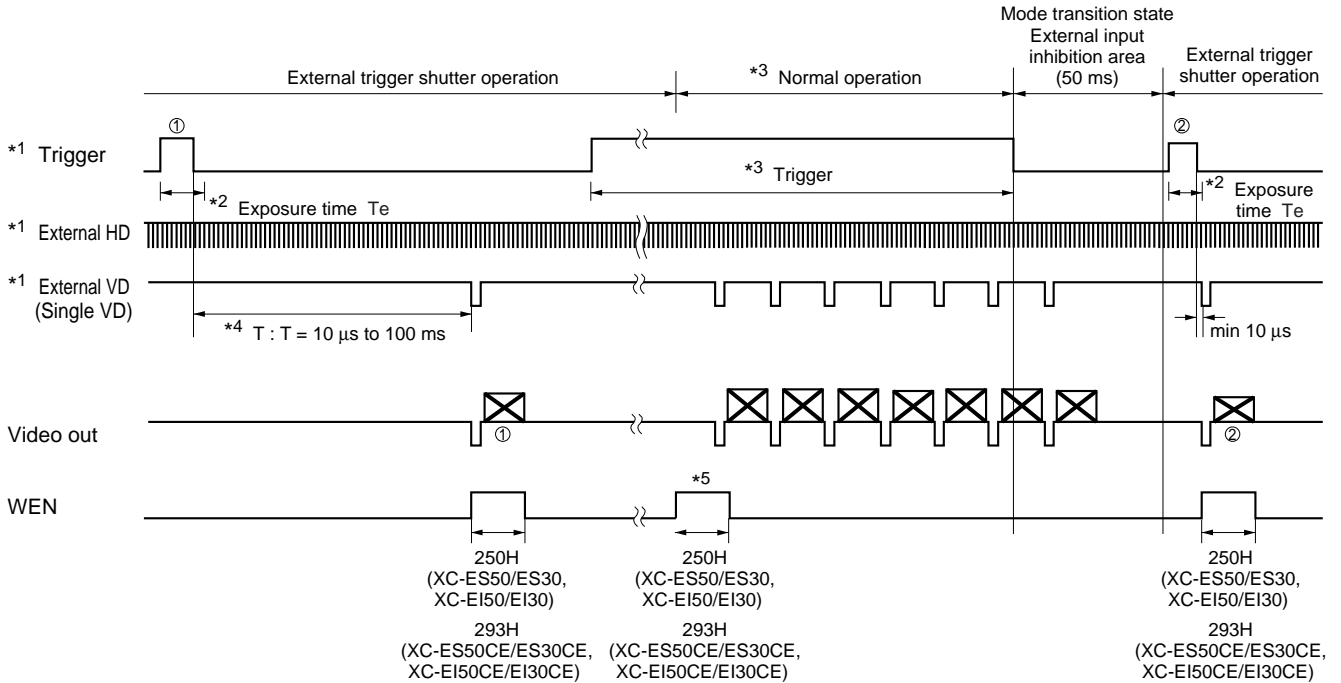 Mode transition state
External input
inhibition area
(50 ms)
External trigger shutter operation
*3 Normal operation
External trigger
shutter operation
①
②
*1 Trigger
*3 Trigger
*2 Exposure time Te
*2 Exposure
time Te
*1 External HD
*1 External VD
(Single VD)
*4 T : T = 10 μs to 100 ms
min 10 μs
Video out
①
②
WEN
*5
250H
(XC-ES50/ES30,
XC-EI50/EI30)
293H
(XC-ES50CE/ES30CE,
XC-EI50CE/EI30CE)
250H
(XC-ES50/ES30,
XC-EI50/EI30)
293H
(XC-ES50CE/ES30CE,
XC-EI50CE/EI30CE)
250H
(XC-ES50/ES30,
XC-EI50/EI30)
293H
(XC-ES50CE/ES30CE,
XC-EI50CE/EI30CE)